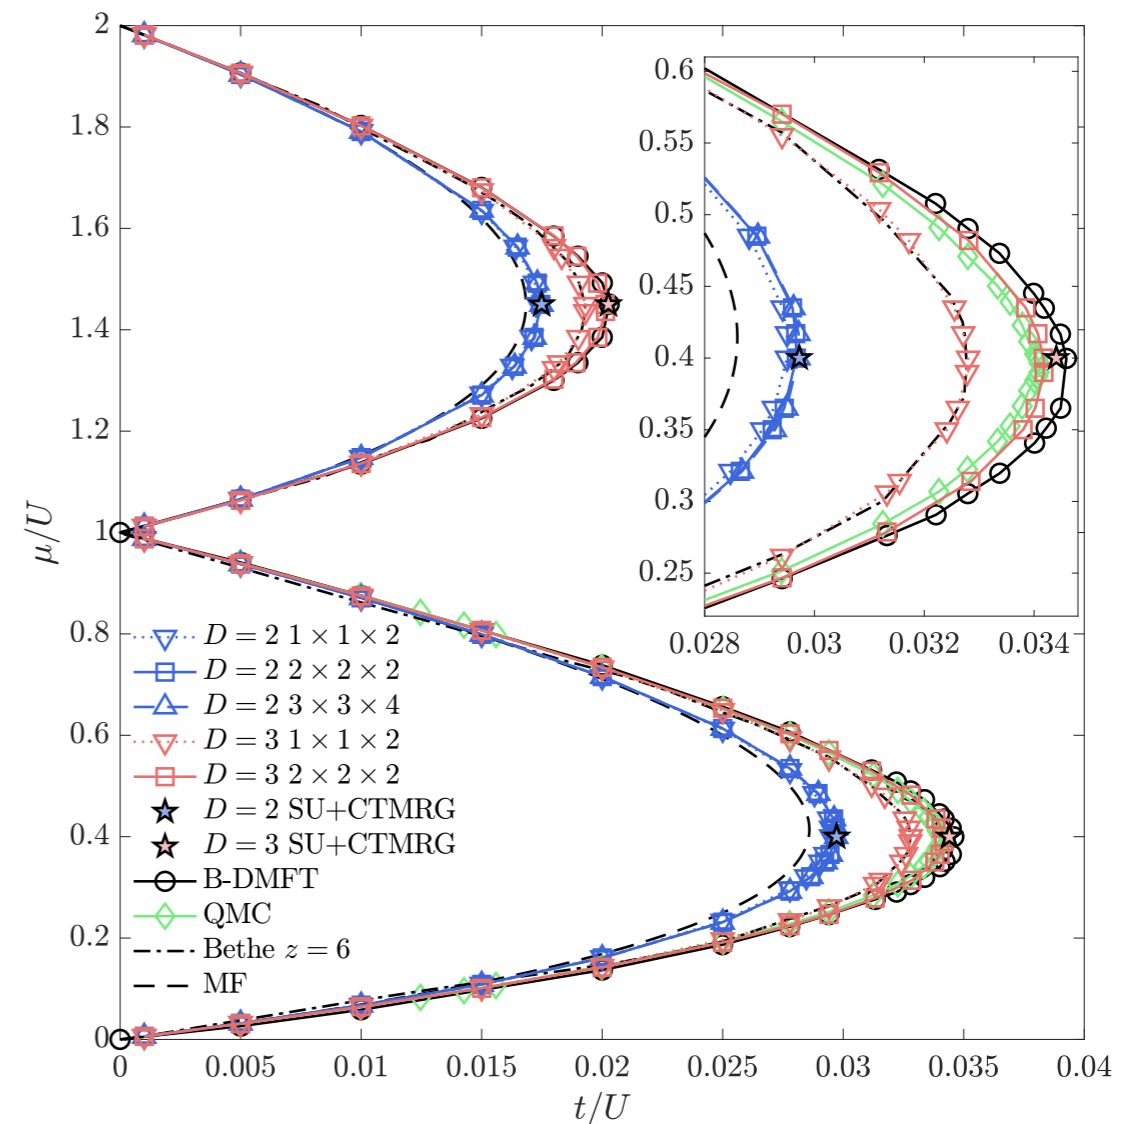 2
1.8
1.6
1.4
1.2
1
0.8
0.6
0.4
0.2
0
μ/U
0.6
0.55
0.5
0.45
0.4
0.35
0.3
0.25
0.028 0.03 0.032 0.034
D = 2 1 × 1 × 2
D = 2 2 × 2 × 2
D = 2 3 × 3 × 4
D = 3 1 × 1 × 2
D = 3 2 × 2 × 2
D = 2 SU+CTMRG
D = 3 SU+CTMRG
B-DMFT
QMC
Bethe z = 6
MF
0 0.005 0.01 0.015 0.02 0.025 0.03 0.035 0.04
t/U